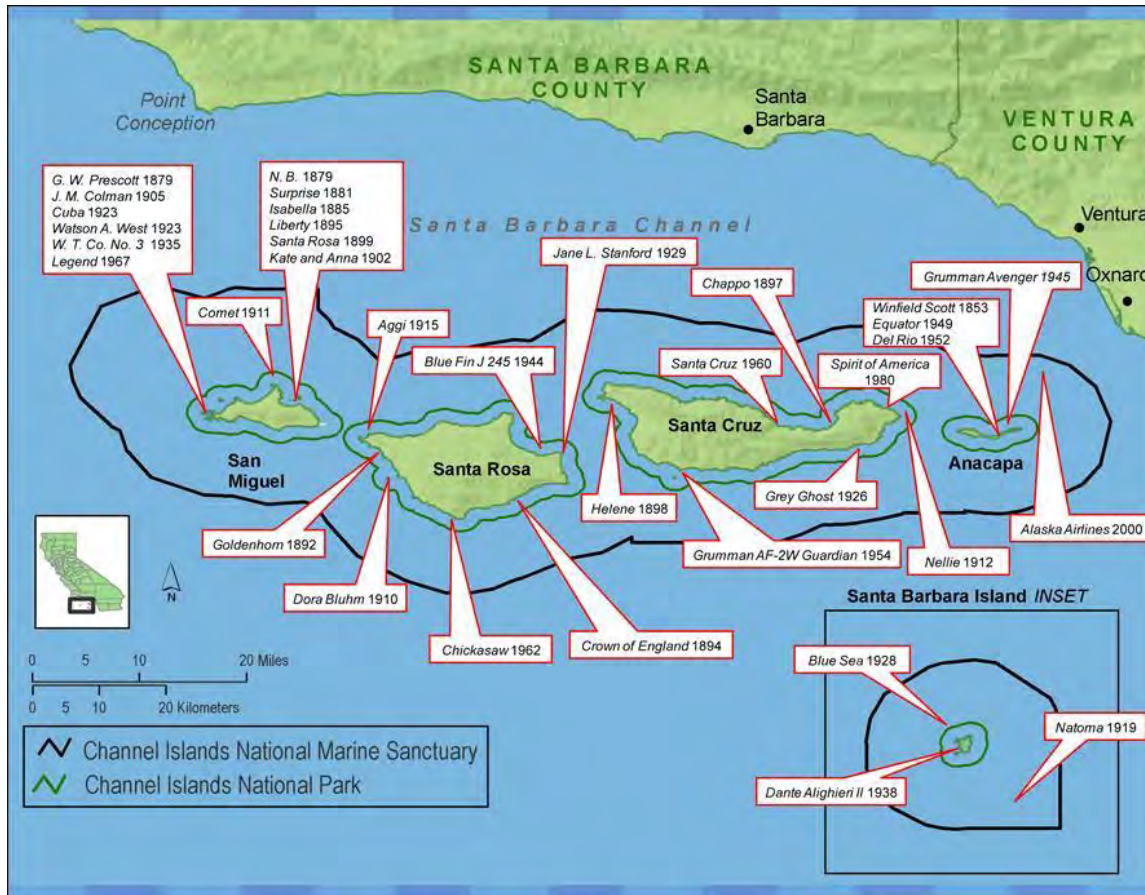 SANTA BARBARA
COUNTY
Point
Conception
Santa
Barbara
VENTURA
COUNTY
Ventura
Oxnard
Santa Barbara Channel
G. W. Prescott 1879
J. M. Colman 1905
Cuba 1923
Watson A. West 1923
W. T. Co. No. 3 1935
Legend 1967
N. B. 1879
Surprise 1881
Isabella 1885
Liberty 1895
Santa Rosa 1899
Kate and Anna 1902
Jane L. Stanford 1929
Chappo 1897
Grumman Avenger 1945
Winfield Scott 1853
Equator 1949
Del Rio 1952
Comet 1911
Aggi 1915
Blue Fin J 245 1944
Santa Cruz 1960
Spirit of America
1980
San
Miguel
Santa Rosa
Santa Cruz
Anacapa
Goldenhorn 1892
Helene 1898
Grey Ghost 1926
Alaska Airlines 2000
Grumman AF-2W Guardian 1954
Nellie 1912
Dora Bluhm 1910
Chickasaw 1962
Crown of England 1894
N
0 5 10 20 Miles
0 5 10 20 Kilometers
Santa Barbara Island INSET
Blue Sea 1928
Natoma 1919
Dante Alighieri II 1938
Channel Islands National Marine Sanctuary
Channel Islands National Park